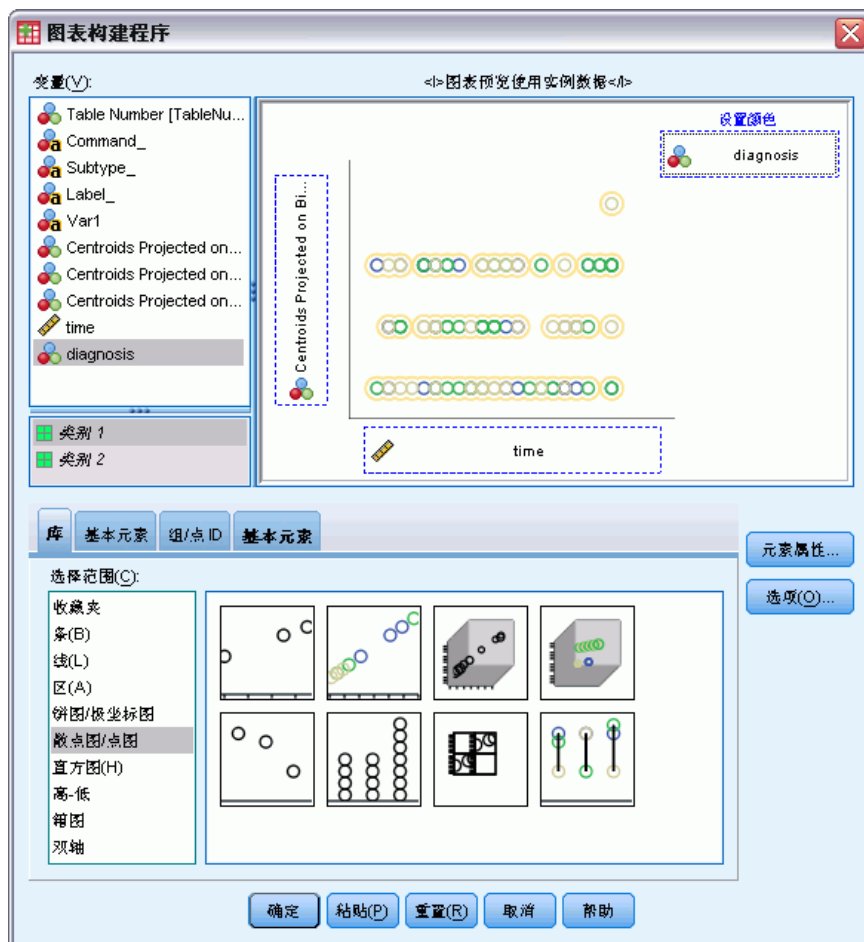 图表构建程序
变量(V):
<I>图表预览使用实例数据</I>
Table Number [TableNu...
Command_
Subtype_
Label_
Var1
Centroids Projected on...
Centroids Projected on...
Centroids Projected on...
time
diagnosis
类别 1
类别 2
设置颜色
diagnosis
Centroids Projected on Bi...
time
库
基本元素
组/点 ID
基本元素
元素属性...
选项(O)...
选择范围(C):
收藏夹
条(B)
线(L)
区(A)
饼图/极坐标图
散点图/点图
直方图(H)
高-低
箱图
双轴
确定
粘贴(P)
重置(R)
取消
帮助